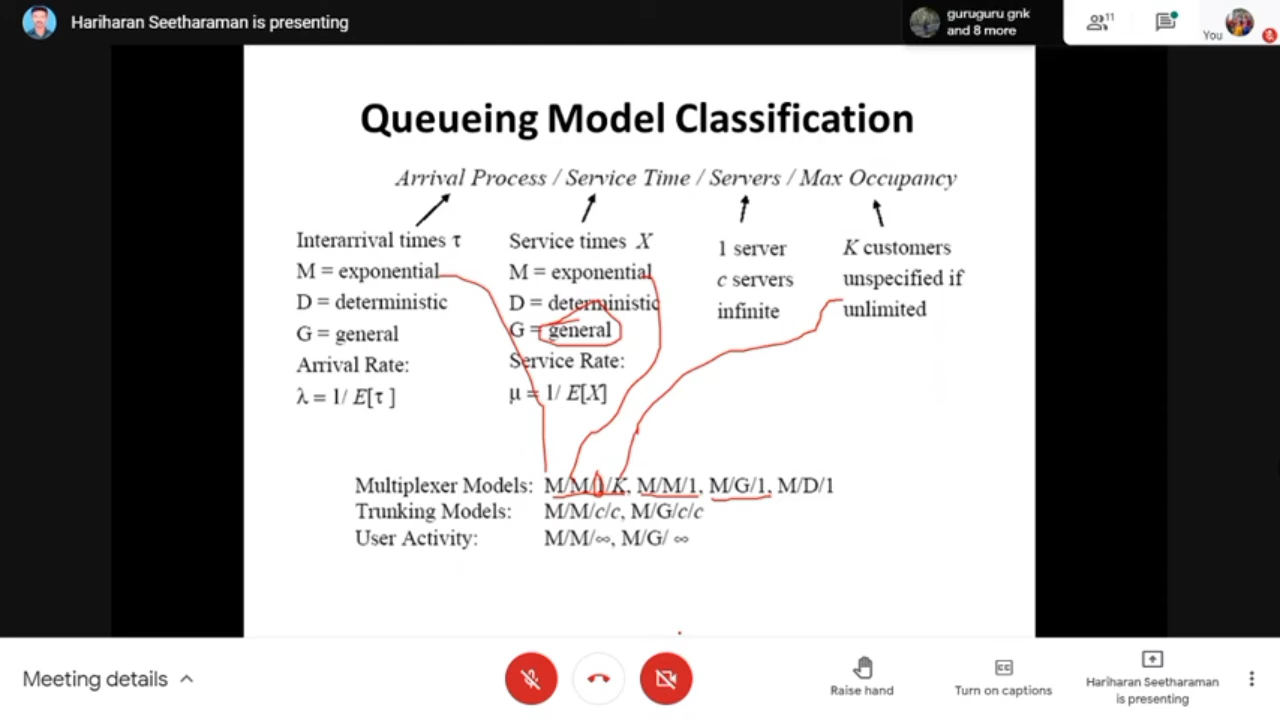 Hariharan Seetharaman is presenting
guruguru gnk
and 8 more
11
You
Queueing Model Classification
Arrival Process / Service Time / Servers / Max Occupancy
Interarrival times τ
M = exponential
D = deterministic
G = general
Arrival Rate:
λ = 1/ E[τ ]
Service times X
M = exponential
D = deterministic
G = general
Service Rate:
μ = 1/ E[X]
1 server
c servers
infinite
K customers
unspecified if
unlimited
Multiplexer Models: M/M/1/K, M/M/1, M/G/1, M/D/1
Trunking Models: M/M/c/c, M/G/c/c
User Activity: M/M/∞, M/G/ ∞
Meeting details
Raise hand
CC
Turn on captions
Hariharan Seetharaman
is presenting